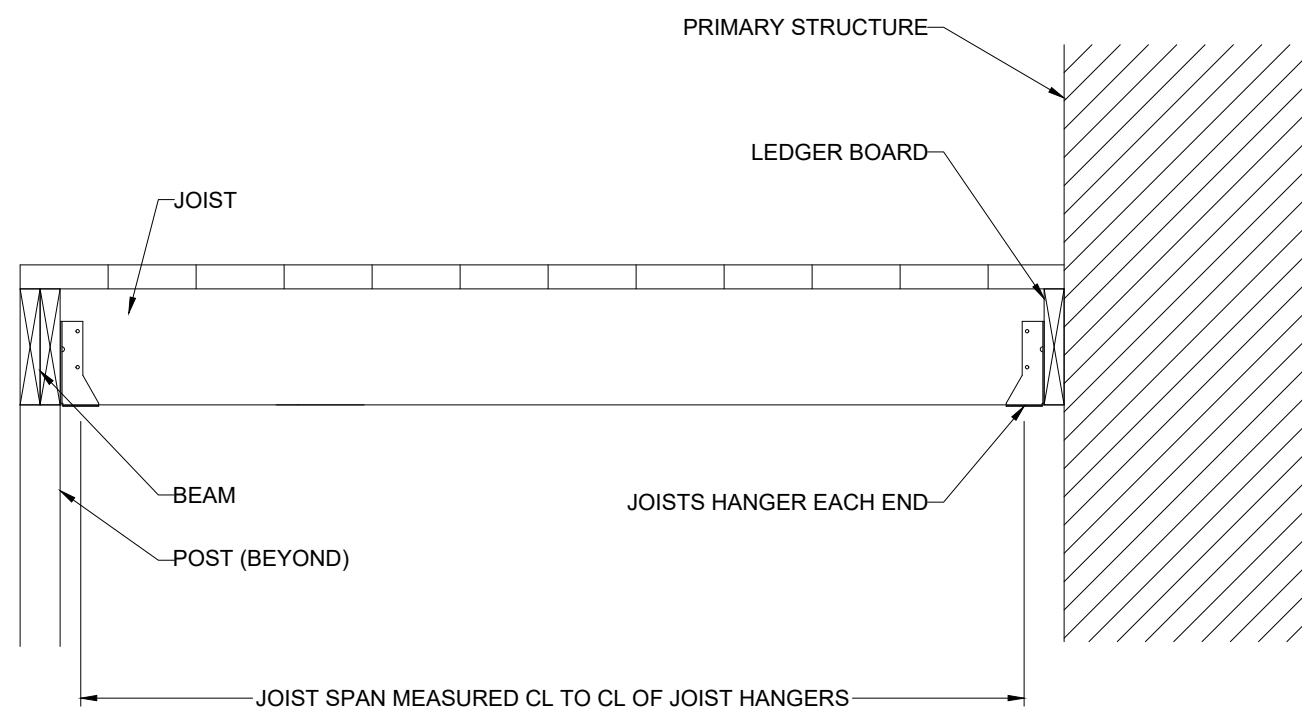 PRIMARY STRUCTURE
LEDGER BOARD
JOIST
BEAM
JOISTS HANGER EACH END
POST (BEYOND)
JOIST SPAN MEASURED CL TO CL OF JOIST HANGERS